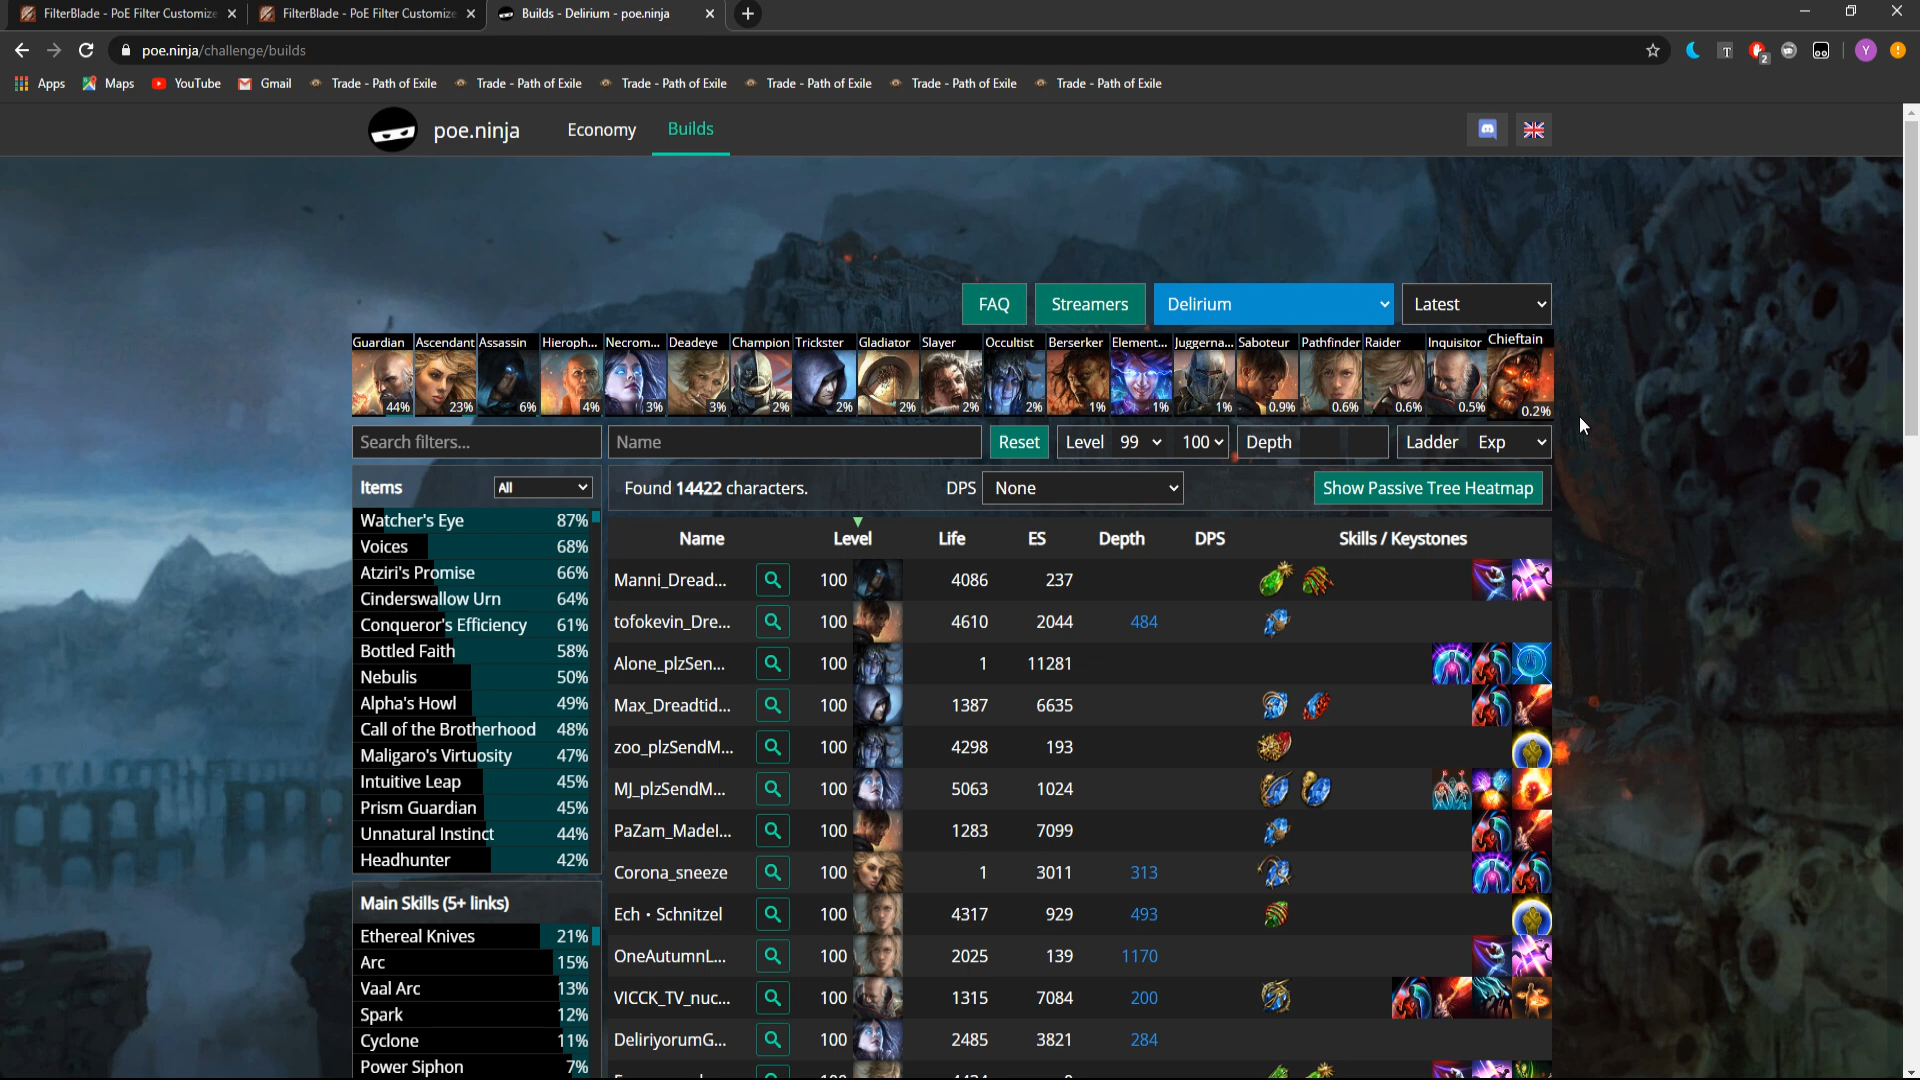 FilterBlade - PoE Filter Customize
FilterBlade - PoE Filter Customize
Builds - Delirium - poe.ninja
poe.ninja/challenge/builds
T
2
Y
Apps
Maps
YouTube
Gmail
Trade - Path of Exile
Trade - Path of Exile
Trade - Path of Exile
Trade - Path of Exile
Trade - Path of Exile
Trade - Path of Exile
poe.ninja
Economy
Builds
FAQ
Streamers
Delirium
Latest
Guardian Ascendant Assassin Hieroph... Necrom... Deadeye Champion Trickster Gladiator Slayer Occultist Berserker Element... Juggerna... Saboteur Pathfinder Raider Inquisitor Chieftain
44% 23% 6% 4% 3% 3% 2% 2% 2% 2% 2% 1% 1% 1% 0.9% 0.6% 0.6% 0.5% 0.2%
Search filters...
Name
Reset
Level 99 100
Depth
Ladder Exp
Items All
Watcher's Eye 87%
Voices 68%
Atziri's Promise 66%
Cinderswallow Urn 64%
Conqueror's Efficiency 61%
Bottled Faith 58%
Nebulis 50%
Alpha's Howl 49%
Call of the Brotherhood 48%
Maligaro's Virtuosity 47%
Intuitive Leap 45%
Prism Guardian 45%
Unnatural Instinct 44%
Headhunter 42%
Main Skills (5+ links)
Ethereal Knives 21%
Arc 15%
Vaal Arc 13%
Spark 12%
Cyclone 11%
Power Siphon 7%
Found 14422 characters.
DPS None
Show Passive Tree Heatmap
Name Level Life ES Depth DPS Skills / Keystones
Manni_Dread... 100 4086 237
tofokevin_Dre... 100 4610 2044 484
Alone_plzSen... 100 1 11281
Max_Dreadtid... 100 1387 6635
zoo_plzSendM... 100 4298 193
MJ_plzSendM... 100 5063 1024
PaZam_Madel... 100 1283 7099
Corona_sneeze 100 1 3011 313
Ech・Schnitzel 100 4317 929 493
OneAutumnL... 100 2025 139 1170
VICCK_TV_nuc... 100 1315 7084 200
DeliriyorumG... 100 2485 3821 284